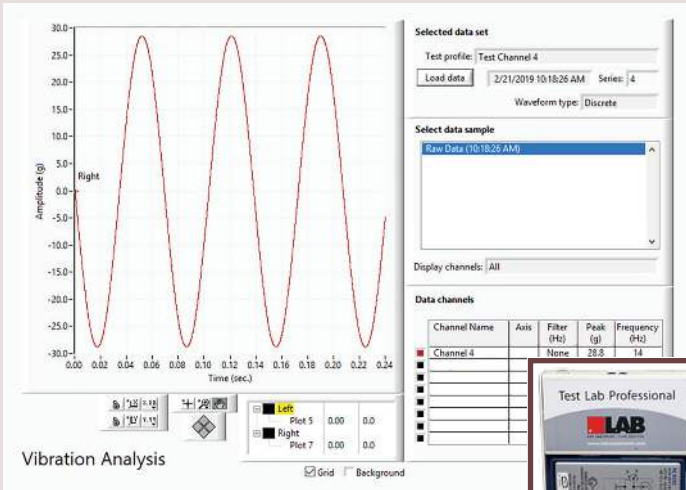 30.0
25.0
20.0
15.0
10.0
5.0
0.0
-5.0
-10.0
-15.0
-20.0
-25.0
-30.0
Amplitude (g)
Right
0.00 0.02 0.04 0.06 0.08 0.10 0.12 0.14 0.16 0.18 0.20 0.22 0.24
Time (sec.)
Left
Plot 5 0.00 0.0
Right
Plot 7 0.00 0.0
Grid Background
Vibration Analysis
Selected data set
Test profile: Test Channel 4
Load data 2/21/2019 10:18:26 AM Series: 4
Waveform type: Discrete
Select data sample
Raw Data (10:18:26 AM)
Display channels: All
Data channels
Channel Name Axis Filter (Hz) Peak (g) Frequency (Hz)
Channel 4 None 28.8 14
Test Lab Professional
LAB